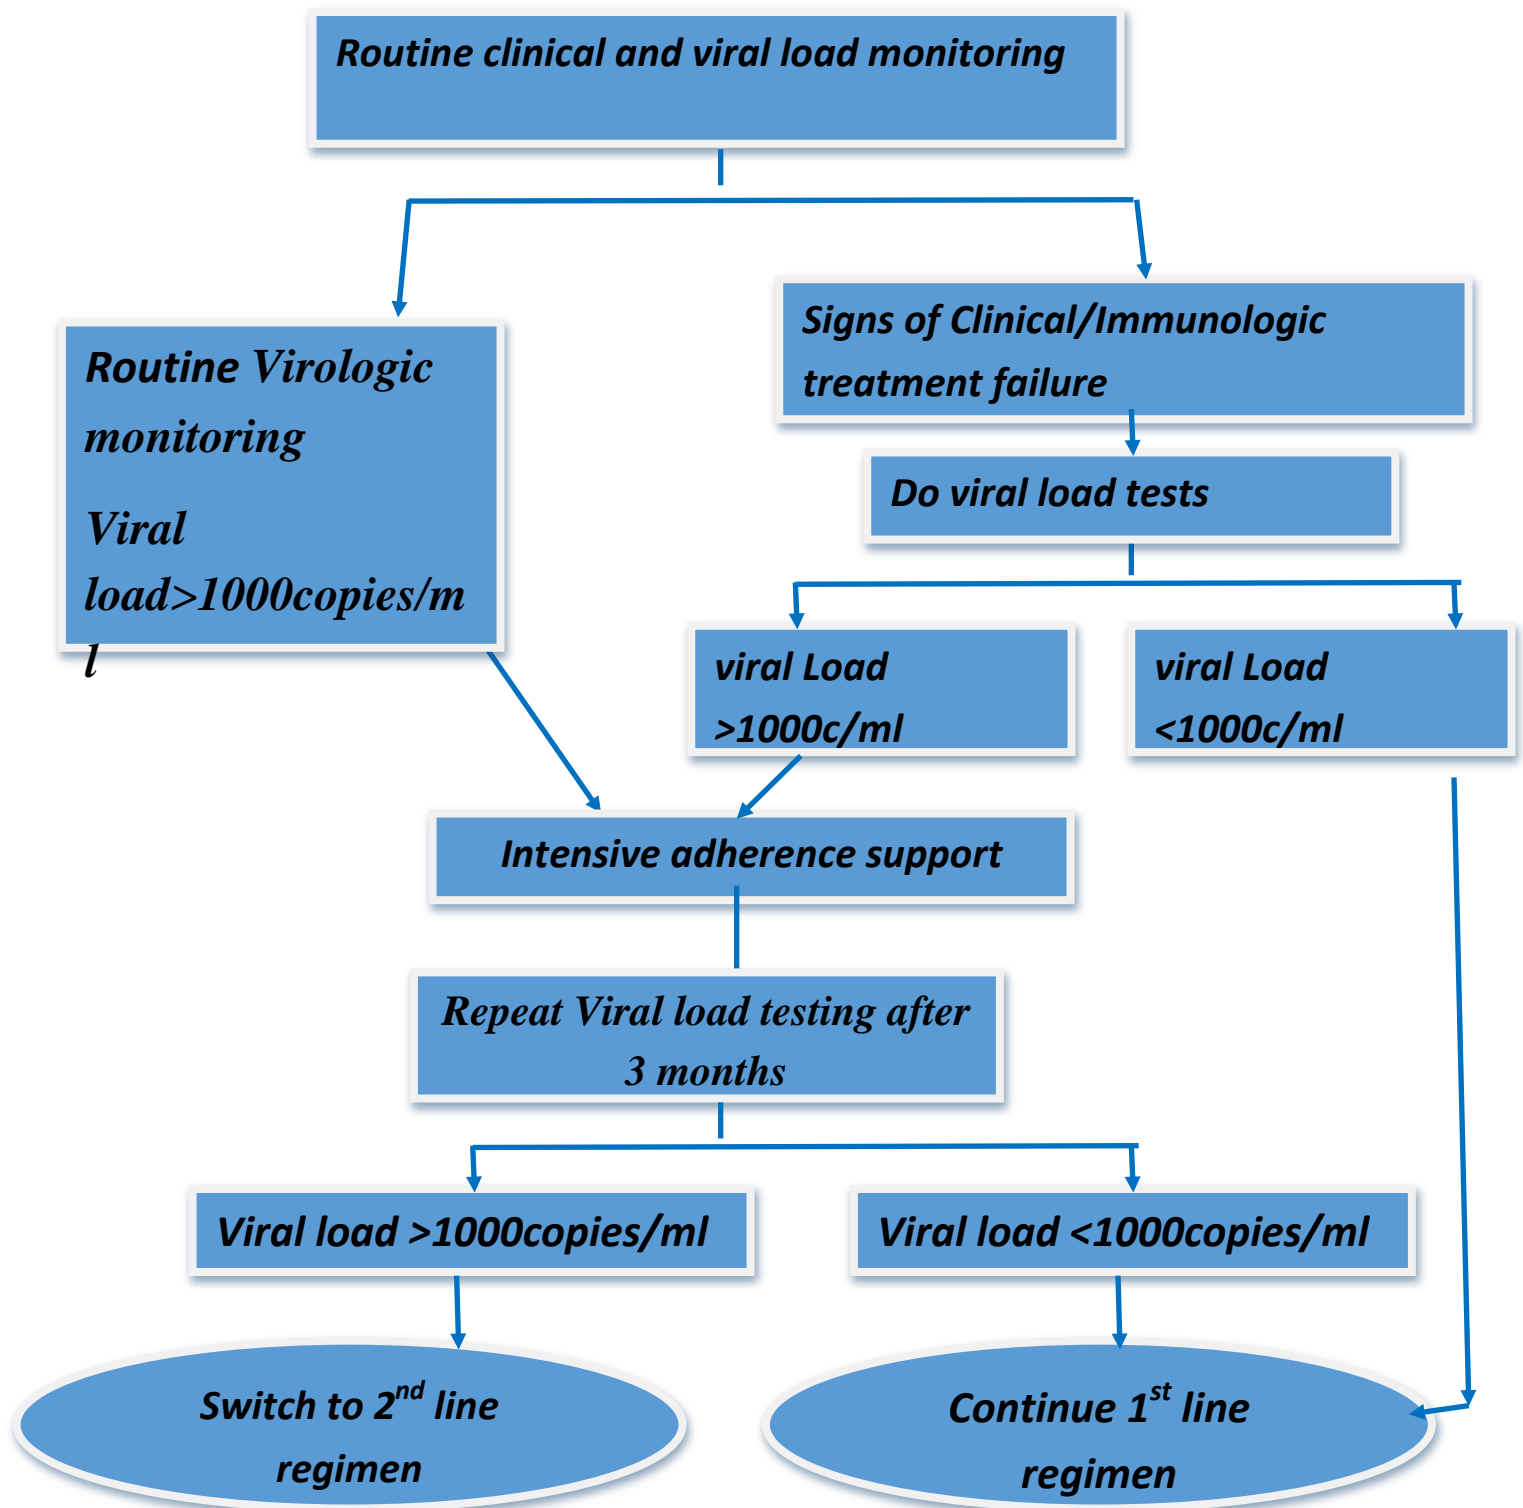 Routine clinical and viral load monitoring
Routine Virologic
monitoring
Viral
load>1000copies/m
l
Signs of Clinical/Immunologic
treatment failure
Do viral load tests
viral Load
>1000c/ml
viral Load
<1000c/ml
Intensive adherence support
Repeat Viral load testing after
3 months
Viral load >1000copies/ml
Viral load <1000copies/ml
Switch to 2nd line
regimen
Continue 1st line
regimen